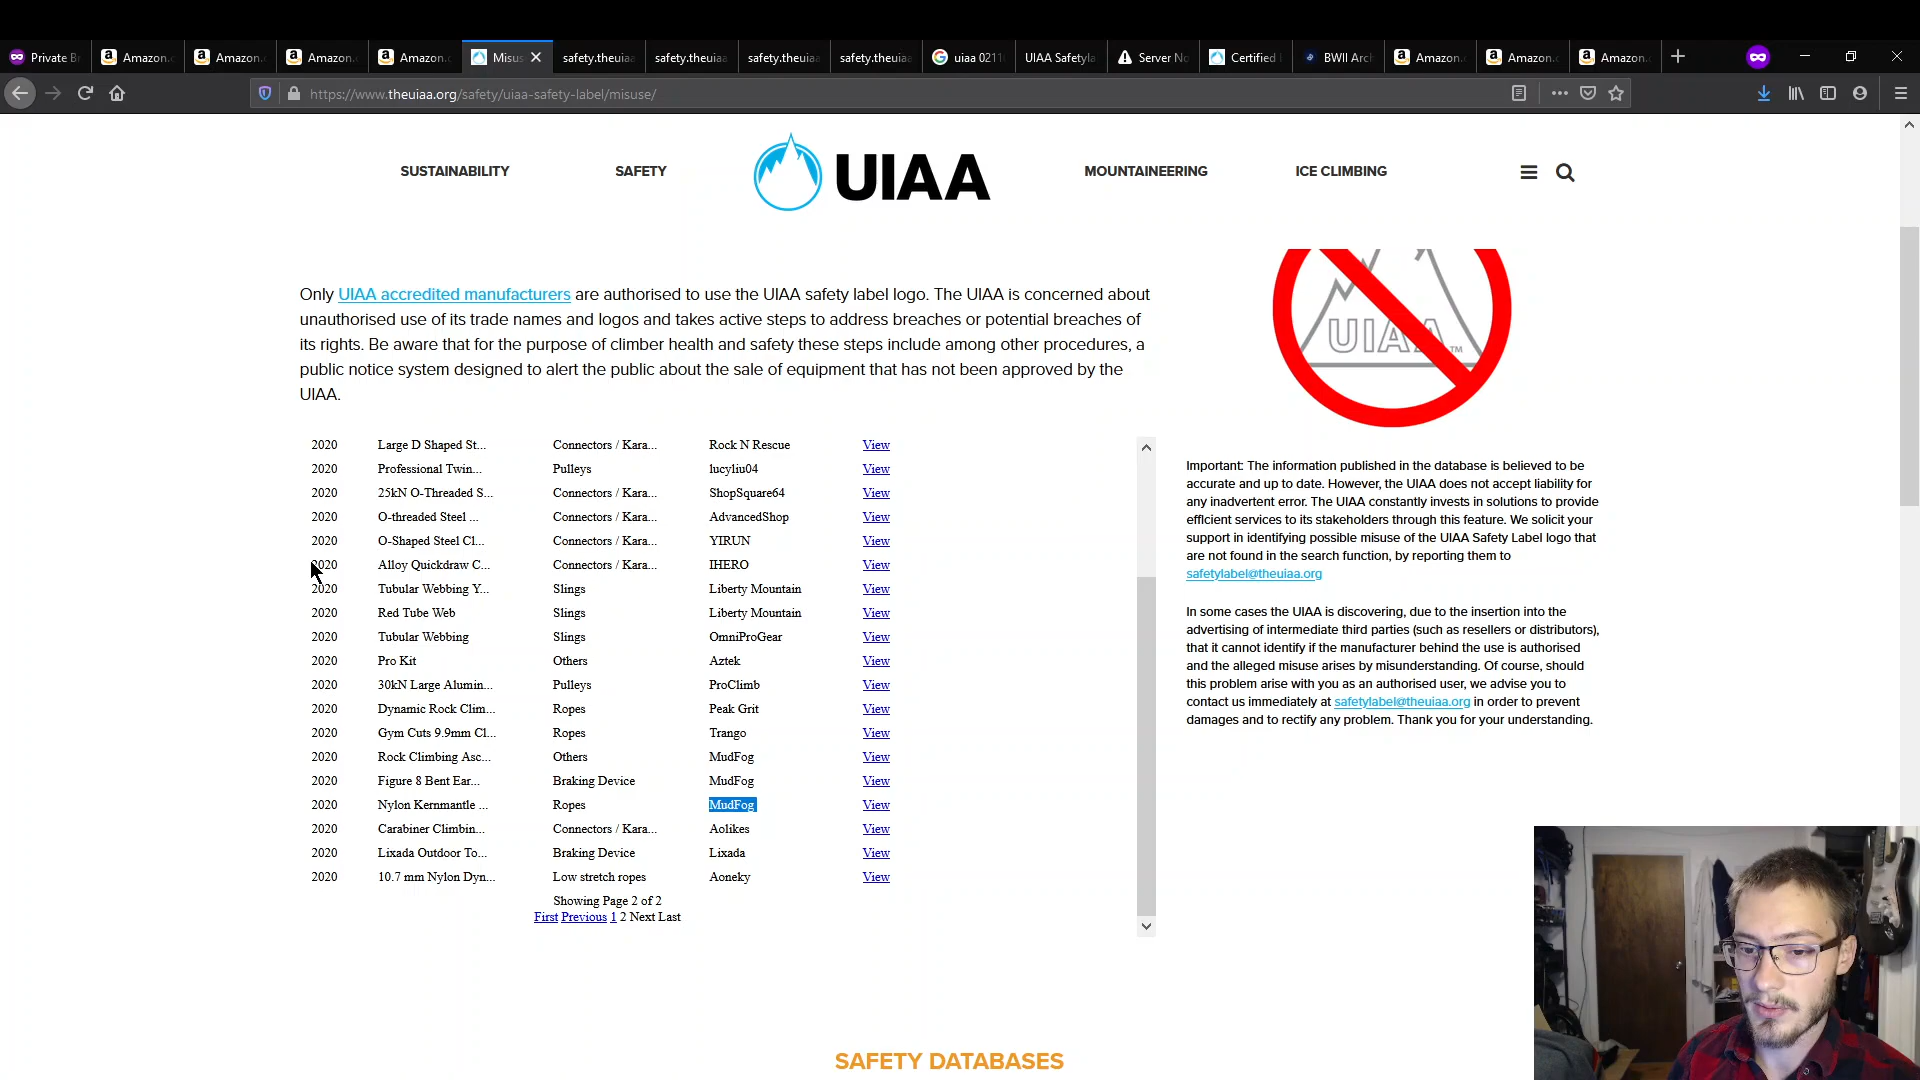 Private B
Amazon.c
Amazon.
Amazon.
Amazon.c
Misus
safety.theuiaa
safety.theuiaa
safety.theuiaa
safety.theuiaa
uiaa 0211
UIAA Safetyla
Server No
Certified
BWII Arch
Amazon.c
Amazon.c
Amazon.
https://www.theuiaa.org/safety/uiaa-safety-label/misuse/
SUSTAINABILITY
SAFETY
UIAA
MOUNTAINEERING
ICE CLIMBING
Only UIAA accredited manufacturers are authorised to use the UIAA safety label logo. The UIAA is concerned about
unauthorised use of its trade names and logos and takes active steps to address breaches or potential breaches of
its rights. Be aware that for the purpose of climber health and safety these steps include among other procedures, a
public notice system designed to alert the public about the sale of equipment that has not been approved by the
UIAA.
UIAA™
2020 Large D Shaped St... Connectors / Kara... Rock N Rescue View
2020 Professional Twin... Pulleys lucyliu04 View
2020 25kN O-Threaded S... Connectors / Kara... ShopSquare64 View
2020 O-threaded Steel ... Connectors / Kara... AdvancedShop View
2020 O-Shaped Steel Cl... Connectors / Kara... YIRUN View
2020 Alloy Quickdraw C... Connectors / Kara... IHERO View
2020 Tubular Webbing Y... Slings Liberty Mountain View
2020 Red Tube Web Slings Liberty Mountain View
2020 Tubular Webbing Slings OmniProGear View
2020 Pro Kit Others Aztek View
2020 30kN Large Alumin... Pulleys ProClimb View
2020 Dynamic Rock Clim... Ropes Peak Grit View
2020 Gym Cuts 9.9mm Cl... Ropes Trango View
2020 Rock Climbing Asc... Others MudFog View
2020 Figure 8 Bent Ear... Braking Device MudFog View
2020 Nylon Kernmantle ... Ropes MudFog View
2020 Carabiner Climbin... Connectors / Kara... Aolikes View
2020 Lixada Outdoor To... Braking Device Lixada View
2020 10.7 mm Nylon Dyn... Low stretch ropes Aoneky View
Showing Page 2 of 2
First Previous 1 2 Next Last
Important: The information published in the database is believed to be
accurate and up to date. However, the UIAA does not accept liability for
any inadvertent error. The UIAA constantly invests in solutions to provide
efficient services to its stakeholders through this feature. We solicit your
support in identifying possible misuse of the UIAA Safety Label logo that
are not found in the search function, by reporting them to
safetylabel@theuiaa.org
In some cases the UIAA is discovering, due to the insertion into the
advertising of intermediate third parties (such as resellers or distributors),
that it cannot identify if the manufacturer behind the use is authorised
and the alleged misuse arises by misunderstanding. Of course, should
this problem arise with you as an authorised user, we advise you to
contact us immediately at safetylabel@theuiaa.org in order to prevent
damages and to rectify any problem. Thank you for your understanding.
SAFETY DATABASES